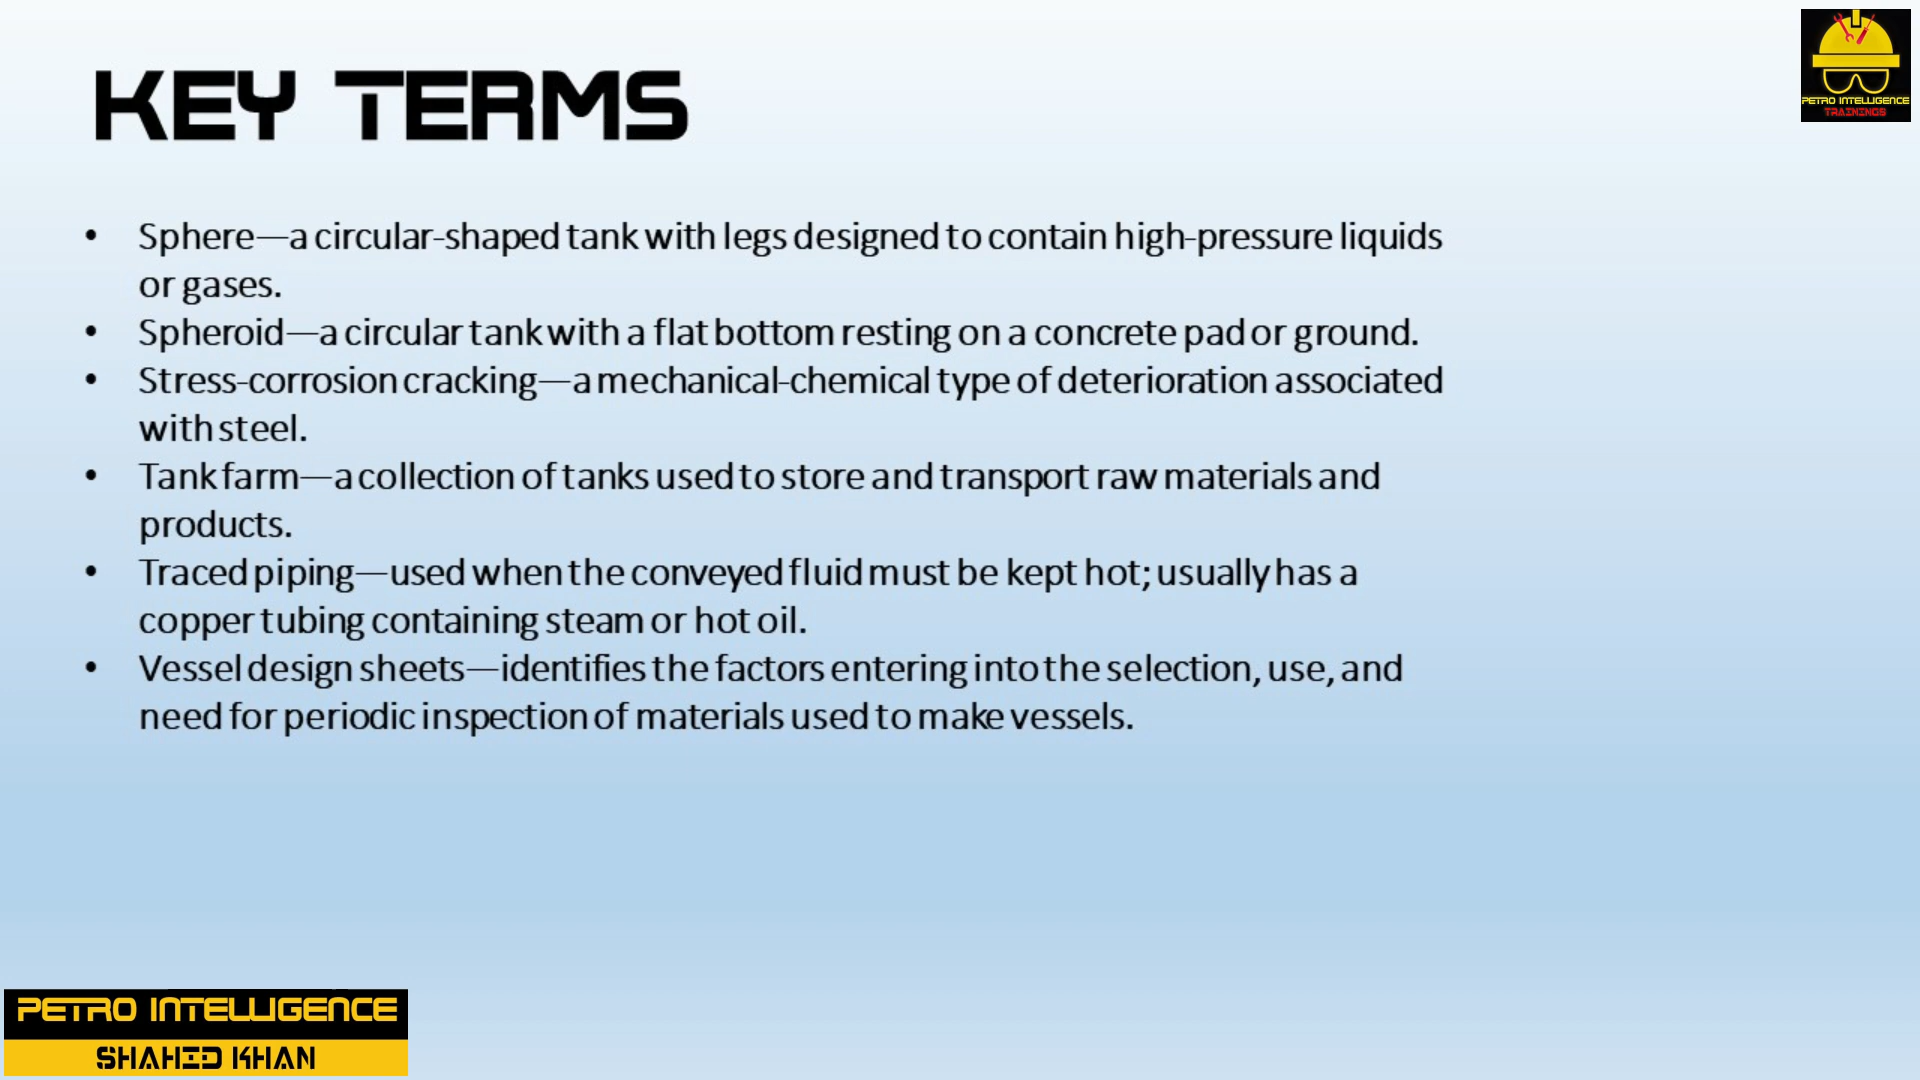 KEY TERMS
PETRO INTELLIGENCE
TRAININGS
• Sphere—a circular-shaped tank with legs designed to contain high-pressure liquids
or gases.
• Spheroid—a circular tank with a flat bottom resting on a concrete pad or ground.
• Stress-corrosion cracking—a mechanical-chemical type of deterioration associated
with steel.
• Tank farm—a collection of tanks used to store and transport raw materials and
products.
• Traced piping—used when the conveyed fluid must be kept hot; usually has a
copper tubing containing steam or hot oil.
• Vessel design sheets—identifies the factors entering into the selection, use, and
need for periodic inspection of materials used to make vessels.
PETRO INTELLIGENCE
SHAHID KHAN